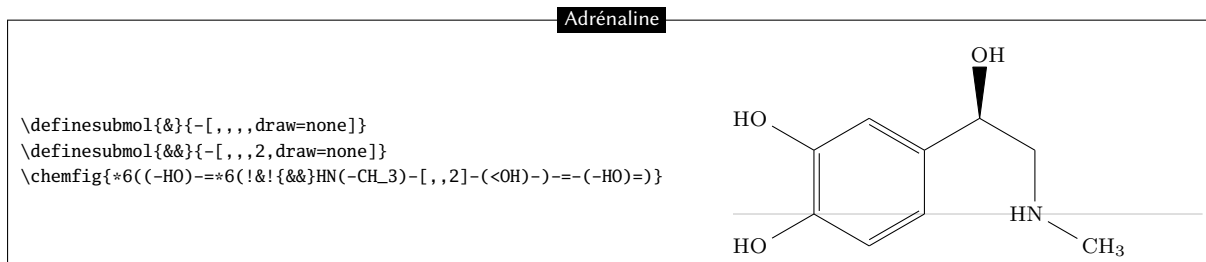 Adrénaline
\definesubmol{&}{-[,,,,draw=none]}
\definesubmol{&&}{-[,,,2,draw=none]}
\chemfig{*6((-HO)-=*6(!&!{&&}HN(-CH_3)-[,,2]-(<OH)-)-=-(-HO)=)}
OH
HO
HN
HO
CH3